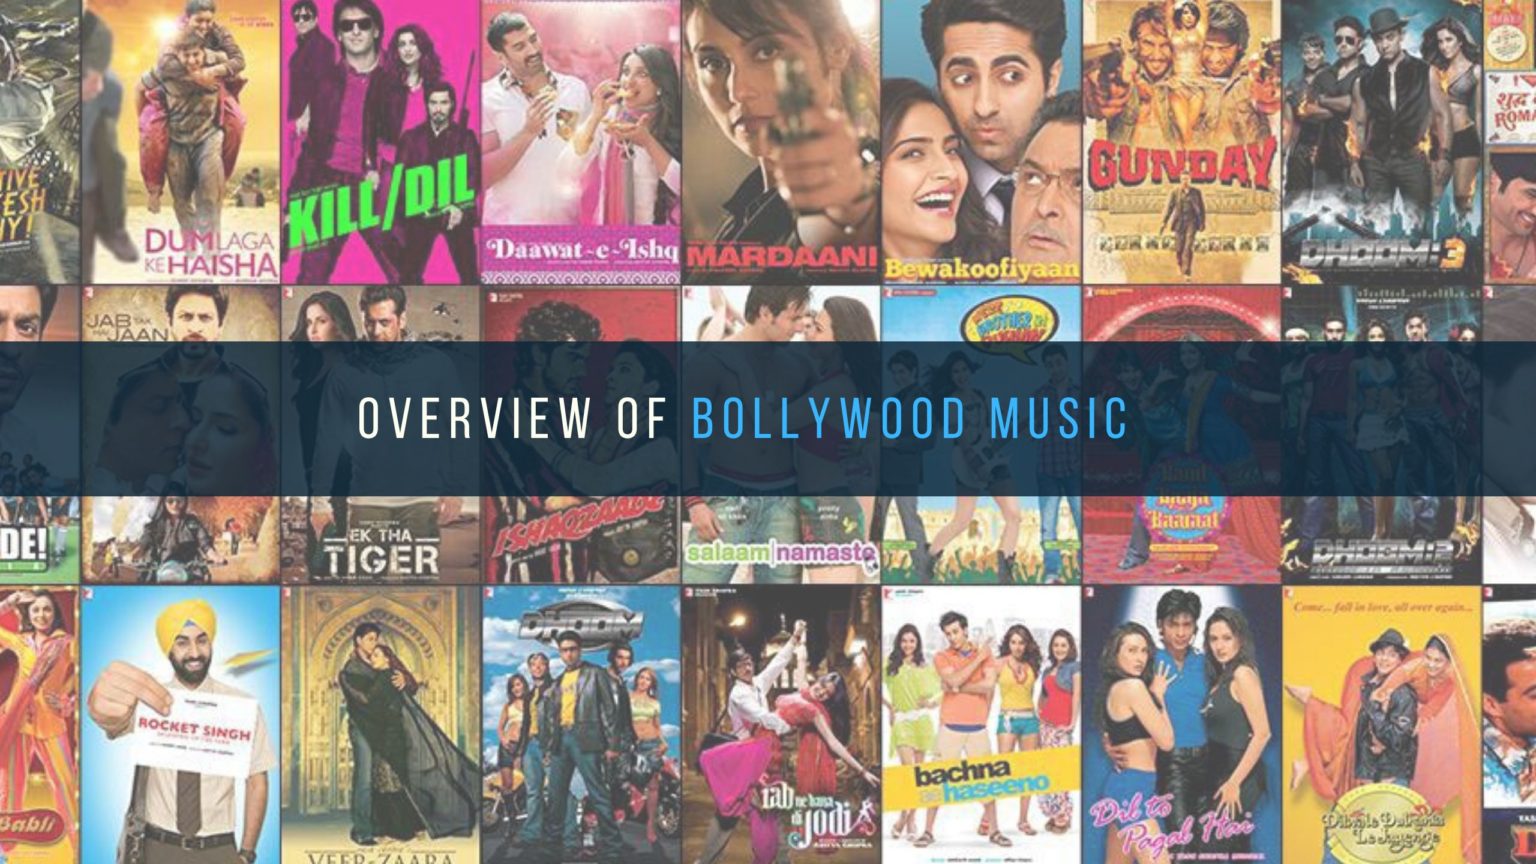 TIVE
ESH
Y!
DUM LAGA
KE HAISHA
KILL/DIL
Daawat~e~Ishq
MARDAANI
Bewakoofiyaan
GUNDAY
DHOOM:3
शुद्ध
ROMA
JAB TAK
JAAN
OVERVIEW OF BOLLYWOOD MUSIC
DE!
EK THA
TIGER
ISHAQZAADE
salaam|namaste
Band
Baaja
Baaraat
DHOOM:2
Babli
ROCKET SINGH
VEER-ZAARA
DHOOM
rab ne bana
di jodi
bachna
ae haseeno
Dil to
Pagal Hai
Come... fall in love, all over again...
Dilwale Dulhania
Le Jayenge